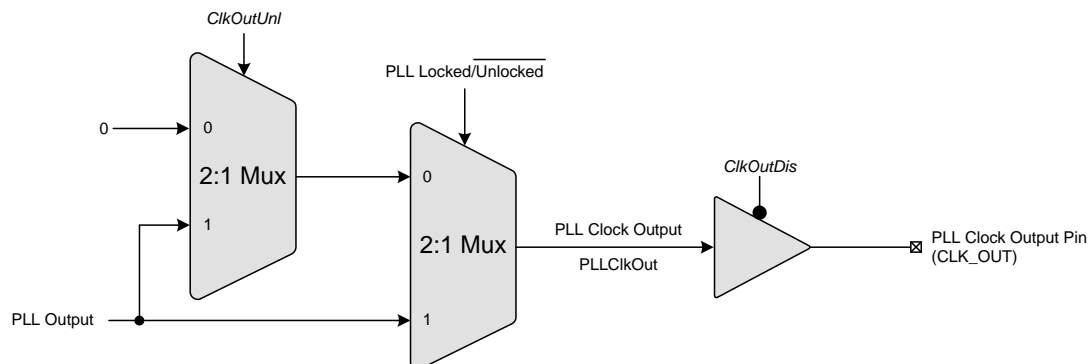 ClkOutUnl
PLL Locked/Unlocked
0
0
2:1 Mux
1
0
2:1 Mux
1
ClkOutDis
PLL Clock Output
PLLClkOut
PLL Clock Output Pin
(CLK_OUT)
PLL Output